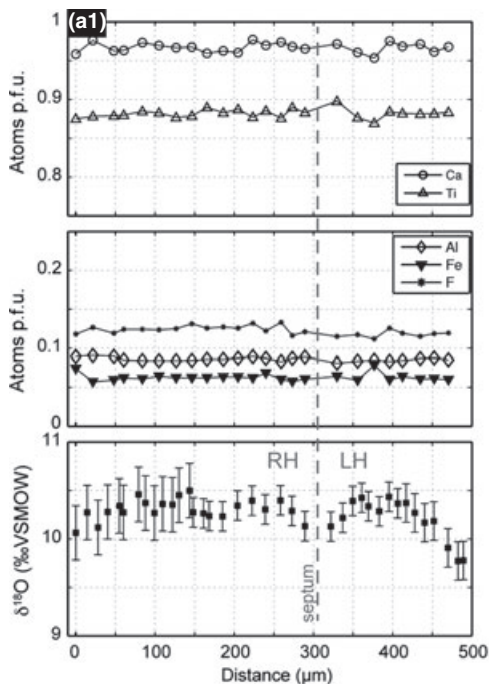 (a1)
1
0.9
0.8
Atoms p.f.u.
Ca
Ti
0.2
0.1
0
Atoms p.f.u.
Al
Fe
F
11
10
9
δ¹⁸O (‰VSMOW)
RH
LH
septum
0 100 200 300 400 500
Distance (µm)